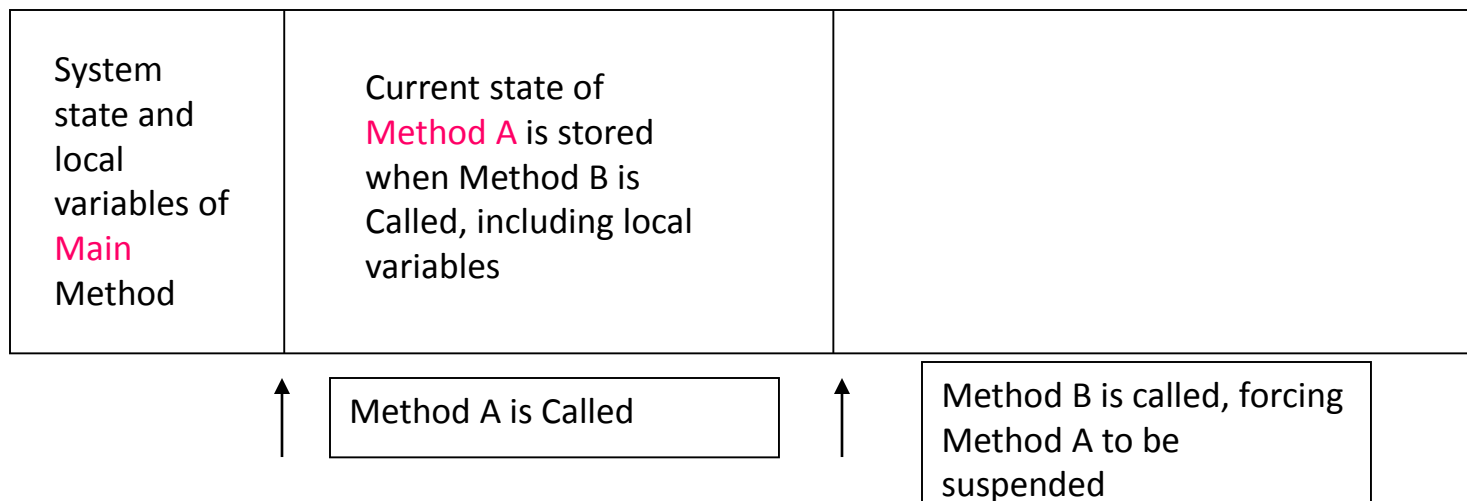 System
state and
local
variables of
Main
Method
Current state of
Method A is stored
when Method B is
Called, including local
variables
Method A is Called
Method B is called, forcing
Method A to be
suspended